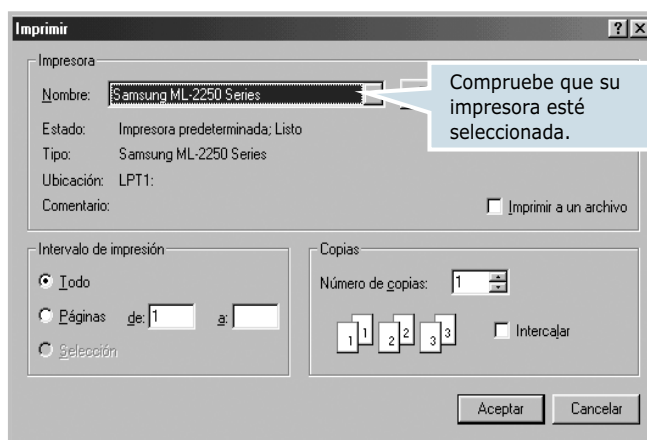 Imprimir
Impresora
Nombre: Samsung ML-2250 Series
Compruebe que su
impresora esté
seleccionada.
Estado: Impresora predeterminada; Listo
Tipo: Samsung ML-2250 Series
Ubicación: LPT1:
Comentario:
Imprimir a un archivo
Intervalo de impresión
Todo
Páginas de: 1 a:
Selección
Copias
Número de copias: 1
1 1 2 2 3 3
Intercalar
Aceptar Cancelar